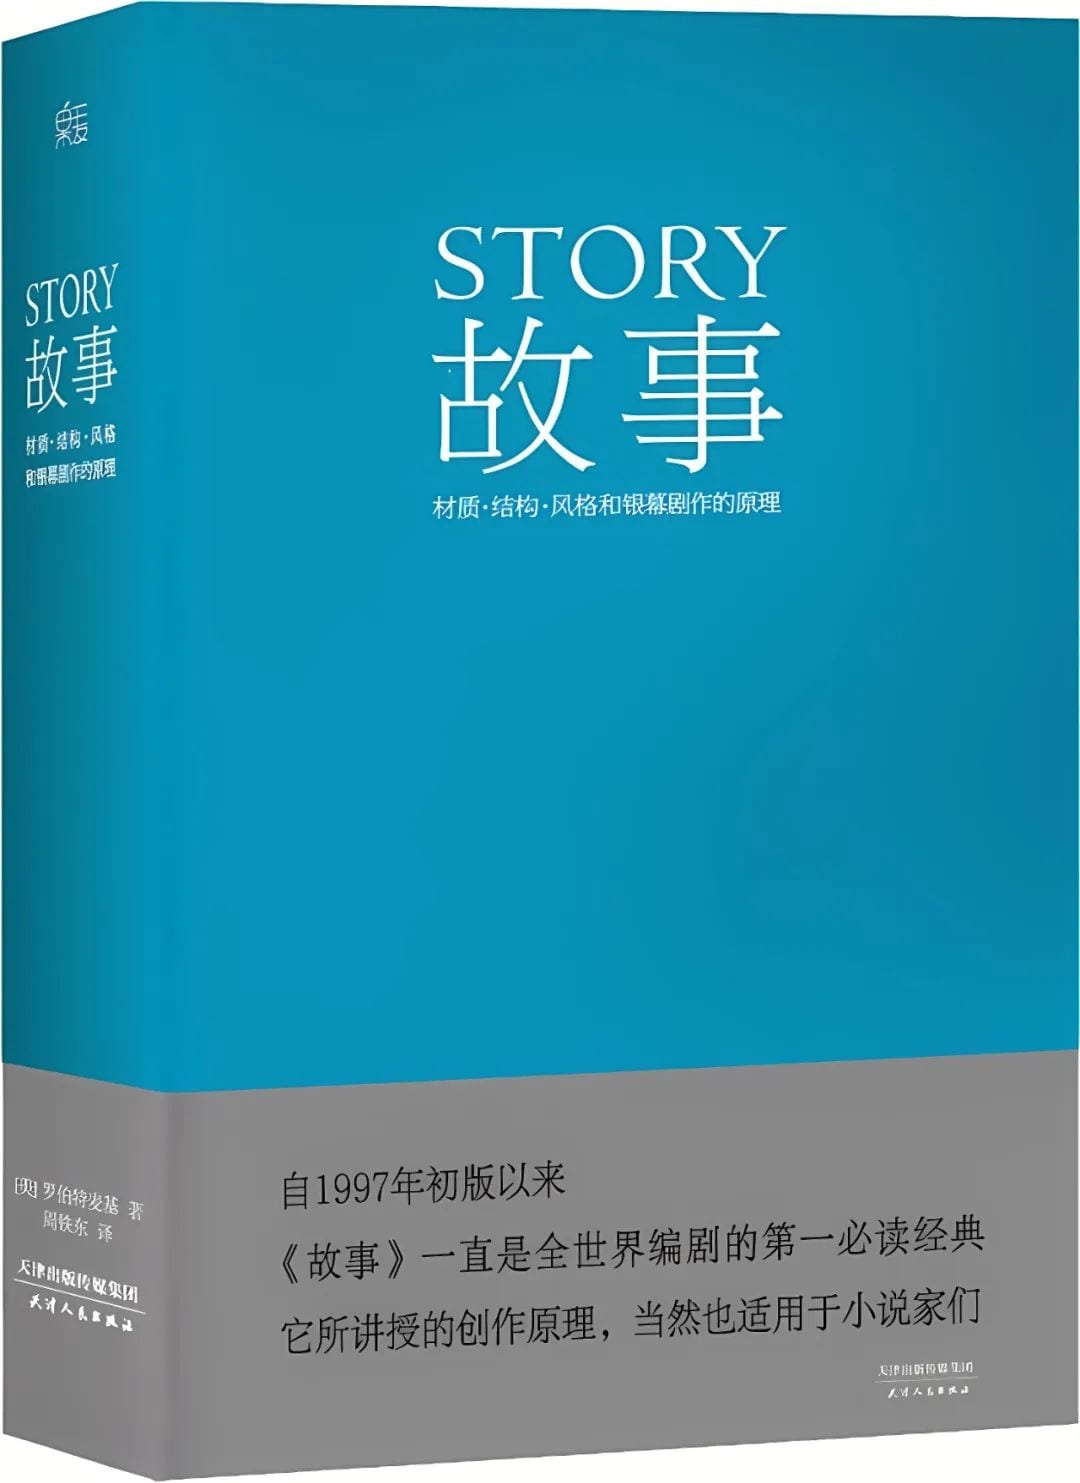 果麦
STORY
故事
材质·结构·风格
和银幕剧作的原理
[美] 罗伯特麦基 著
周铁东 译
天津出版传媒集团
天津人民出版社
STORY
故事
材质·结构·风格和银幕剧作的原理
自1997年初版以来
《故事》一直是全世界编剧的第一必读经典
它所讲授的创作原理，当然也适用于小说家们
天津出版传媒集团
天津人民出版社